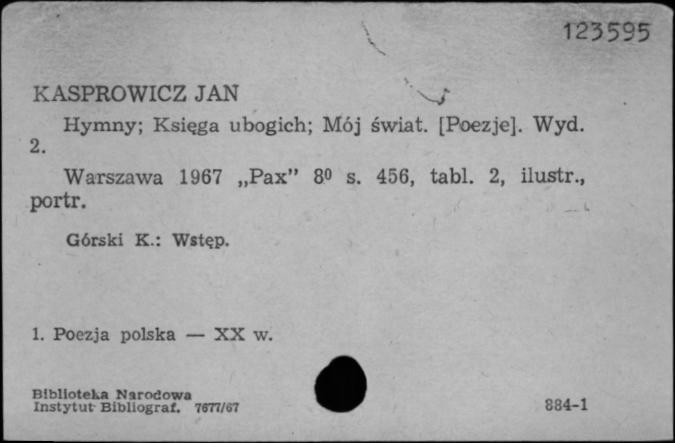 123595
KASPROWICZ JAN
Hymny; Księga ubogich; Mój świat. [Poezje]. Wyd.
2.
Warszawa 1967 „Pax” 8⁰ s. 456, tabl. 2, ilustr.,
portr.
Górski K.: Wstęp.
1. Poezja polska — XX w.
Biblioteka Narodowa
Instytut Bibliograf. 7677/67
884-1